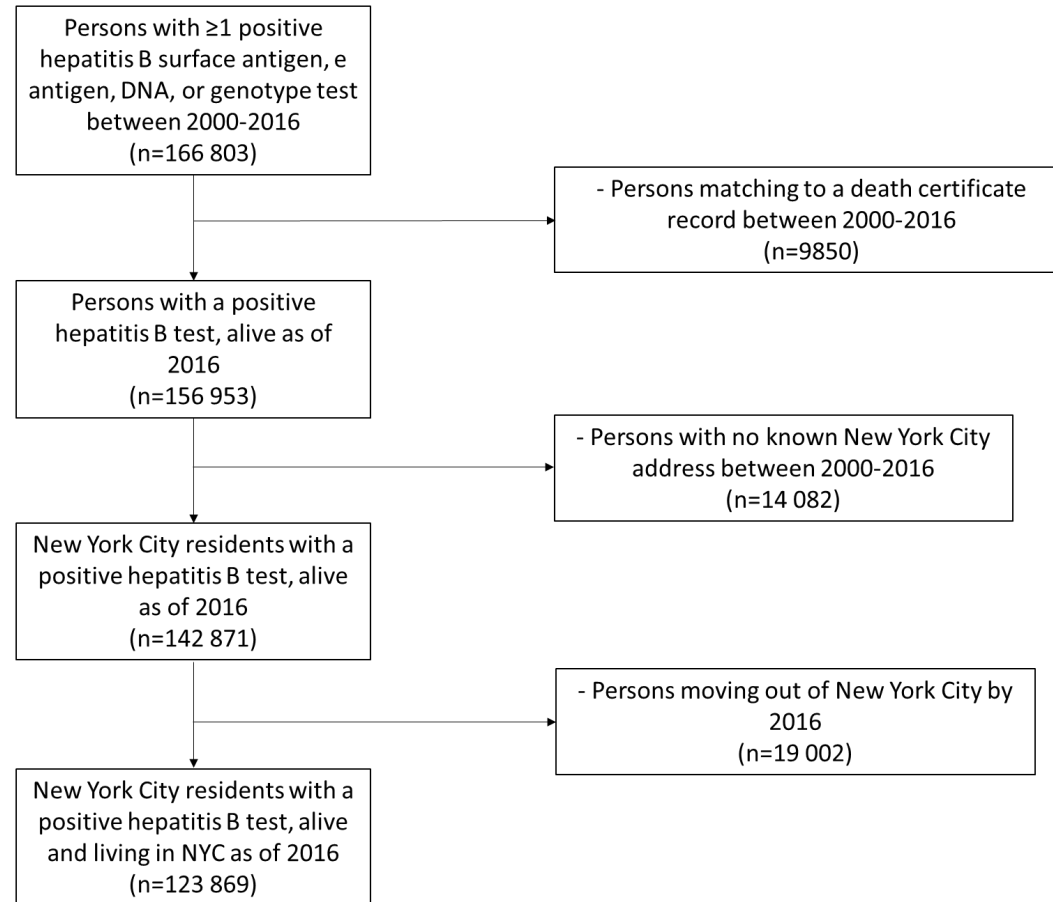 Persons with ≥1 positive
hepatitis B surface antigen, e
antigen, DNA, or genotype test
between 2000-2016
(n=166 803)
- Persons matching to a death certificate
record between 2000-2016
(n=9850)
Persons with a positive
hepatitis B test, alive as of
2016
(n=156 953)
- Persons with no known New York City
address between 2000-2016
(n=14 082)
New York City residents with a
positive hepatitis B test, alive
as of 2016
(n=142 871)
- Persons moving out of New York City by
2016
(n=19 002)
New York City residents with a
positive hepatitis B test, alive
and living in NYC as of 2016
(n=123 869)